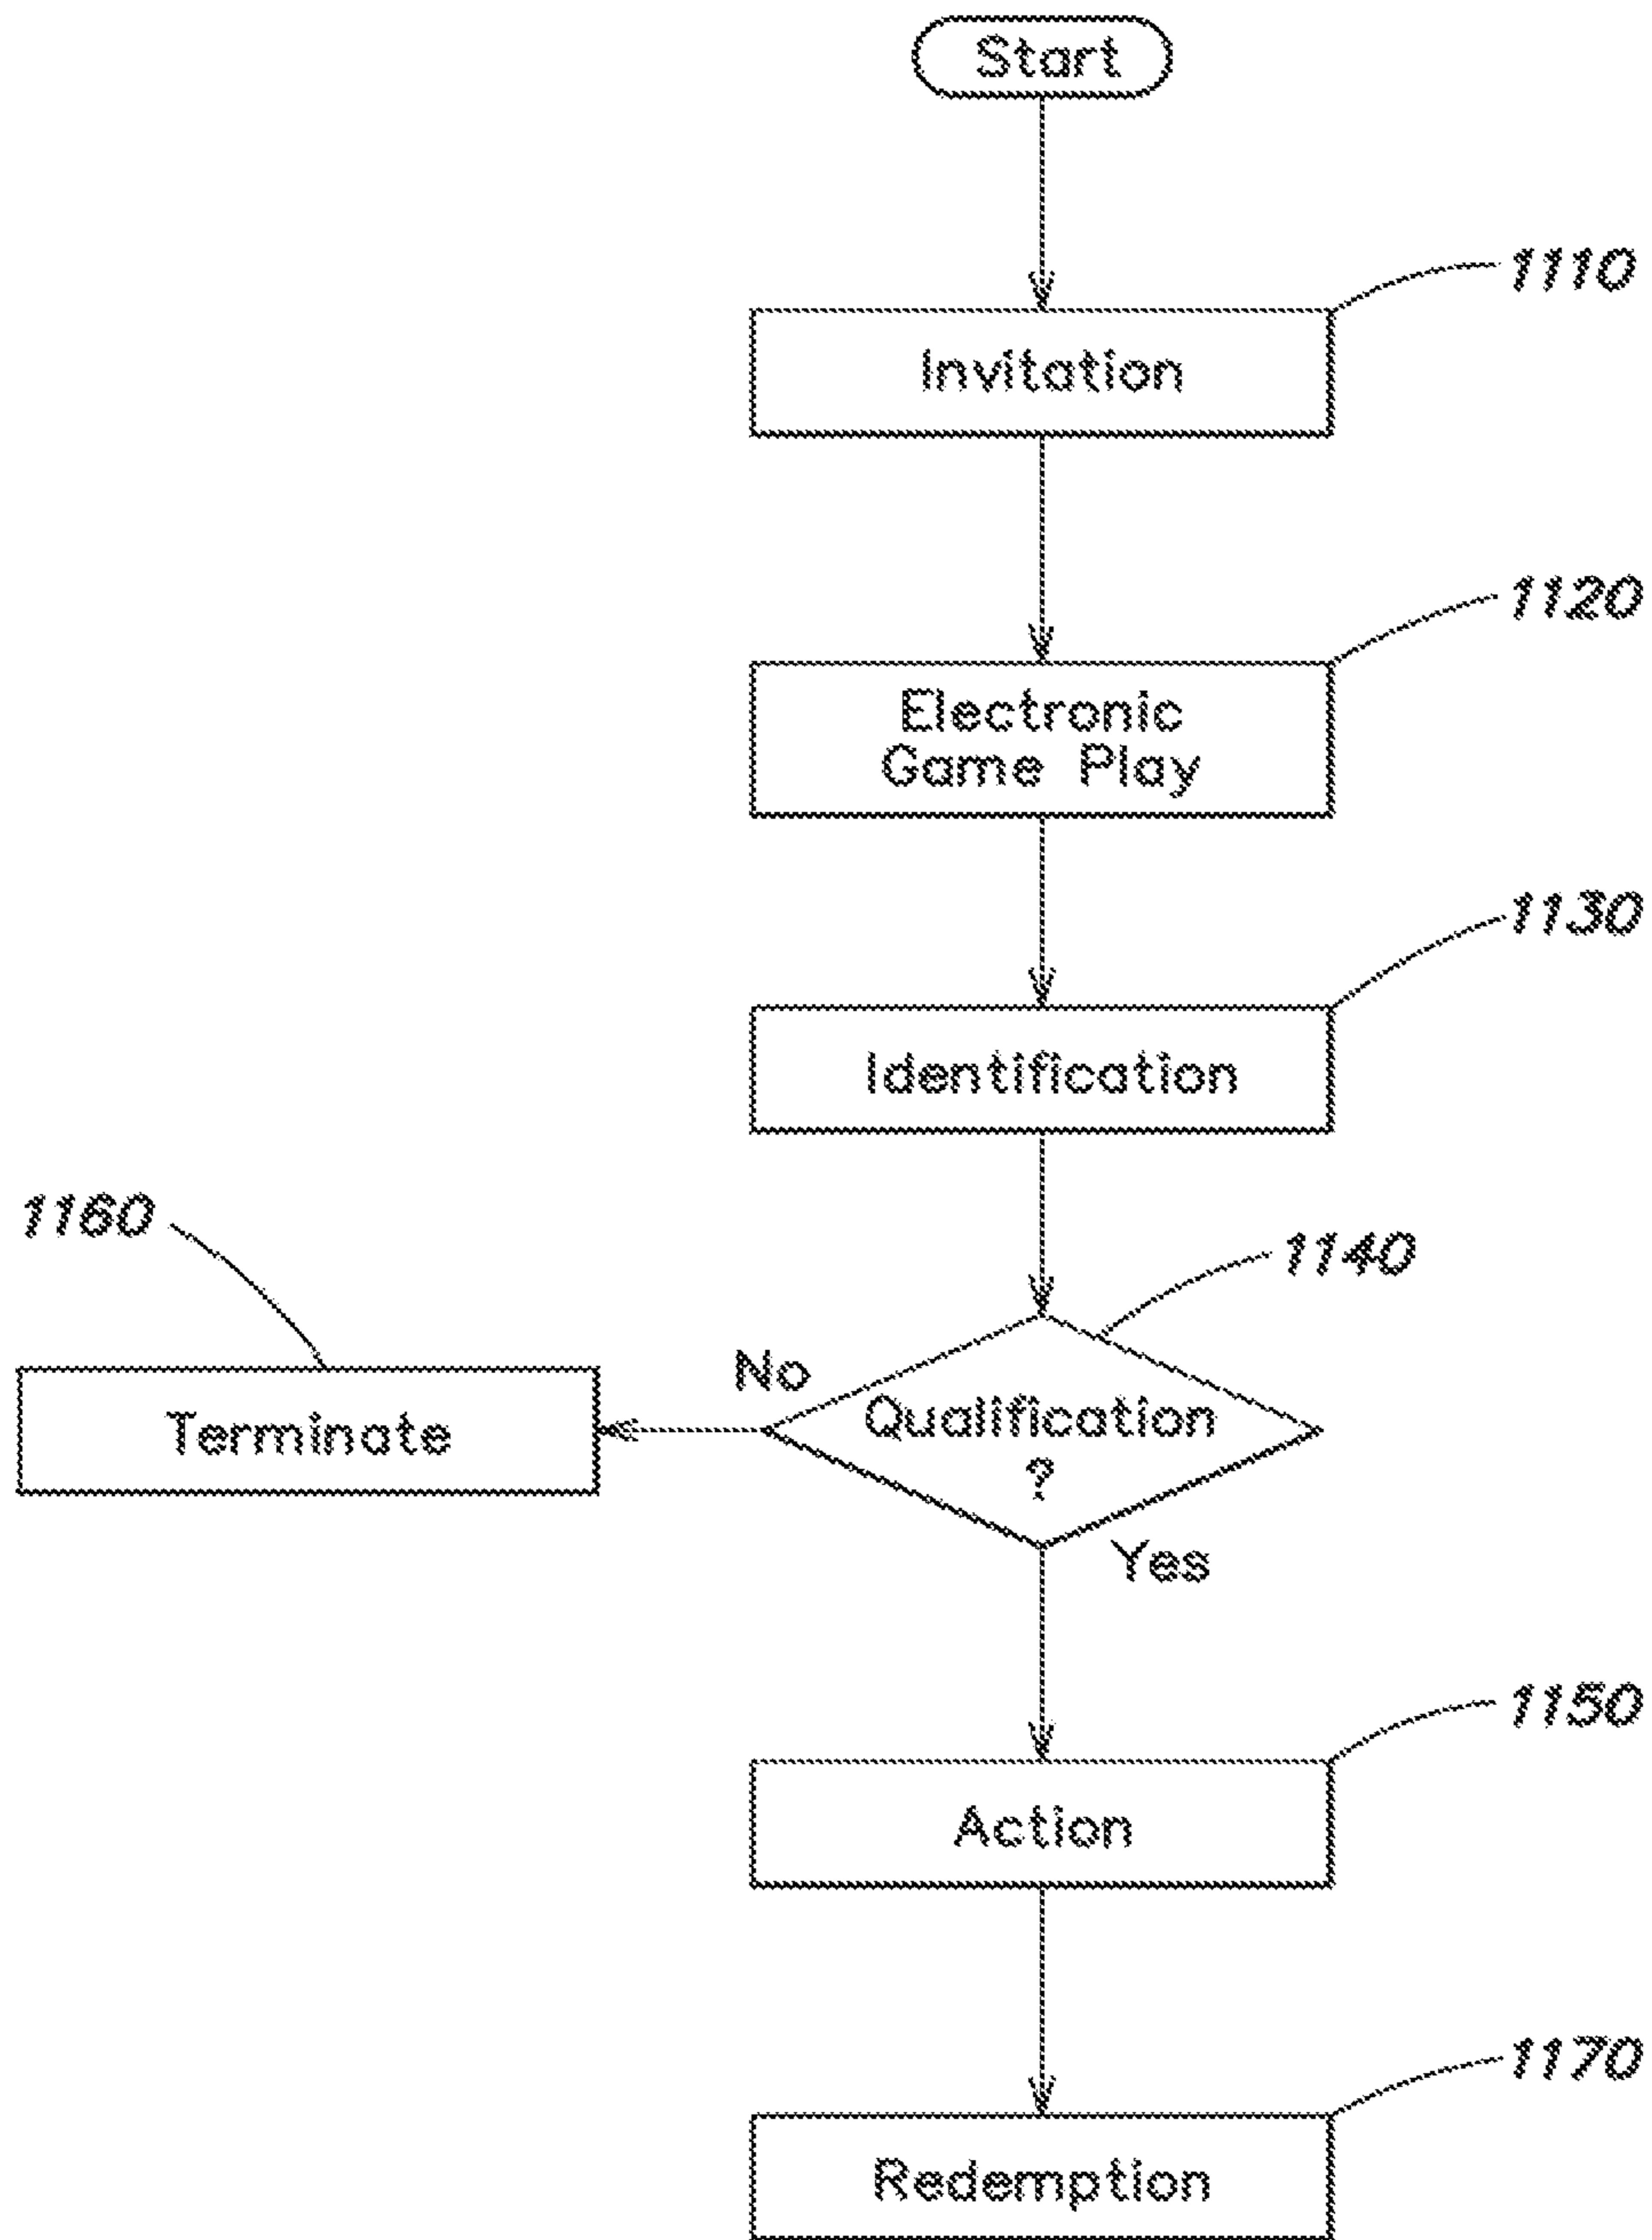 Start
1110
Invitation
1120
Electronic
Game Play
1130
Identification
1160
1140
No
Terminate
Qualification
?
Yes
1150
Action
1170
Redemption